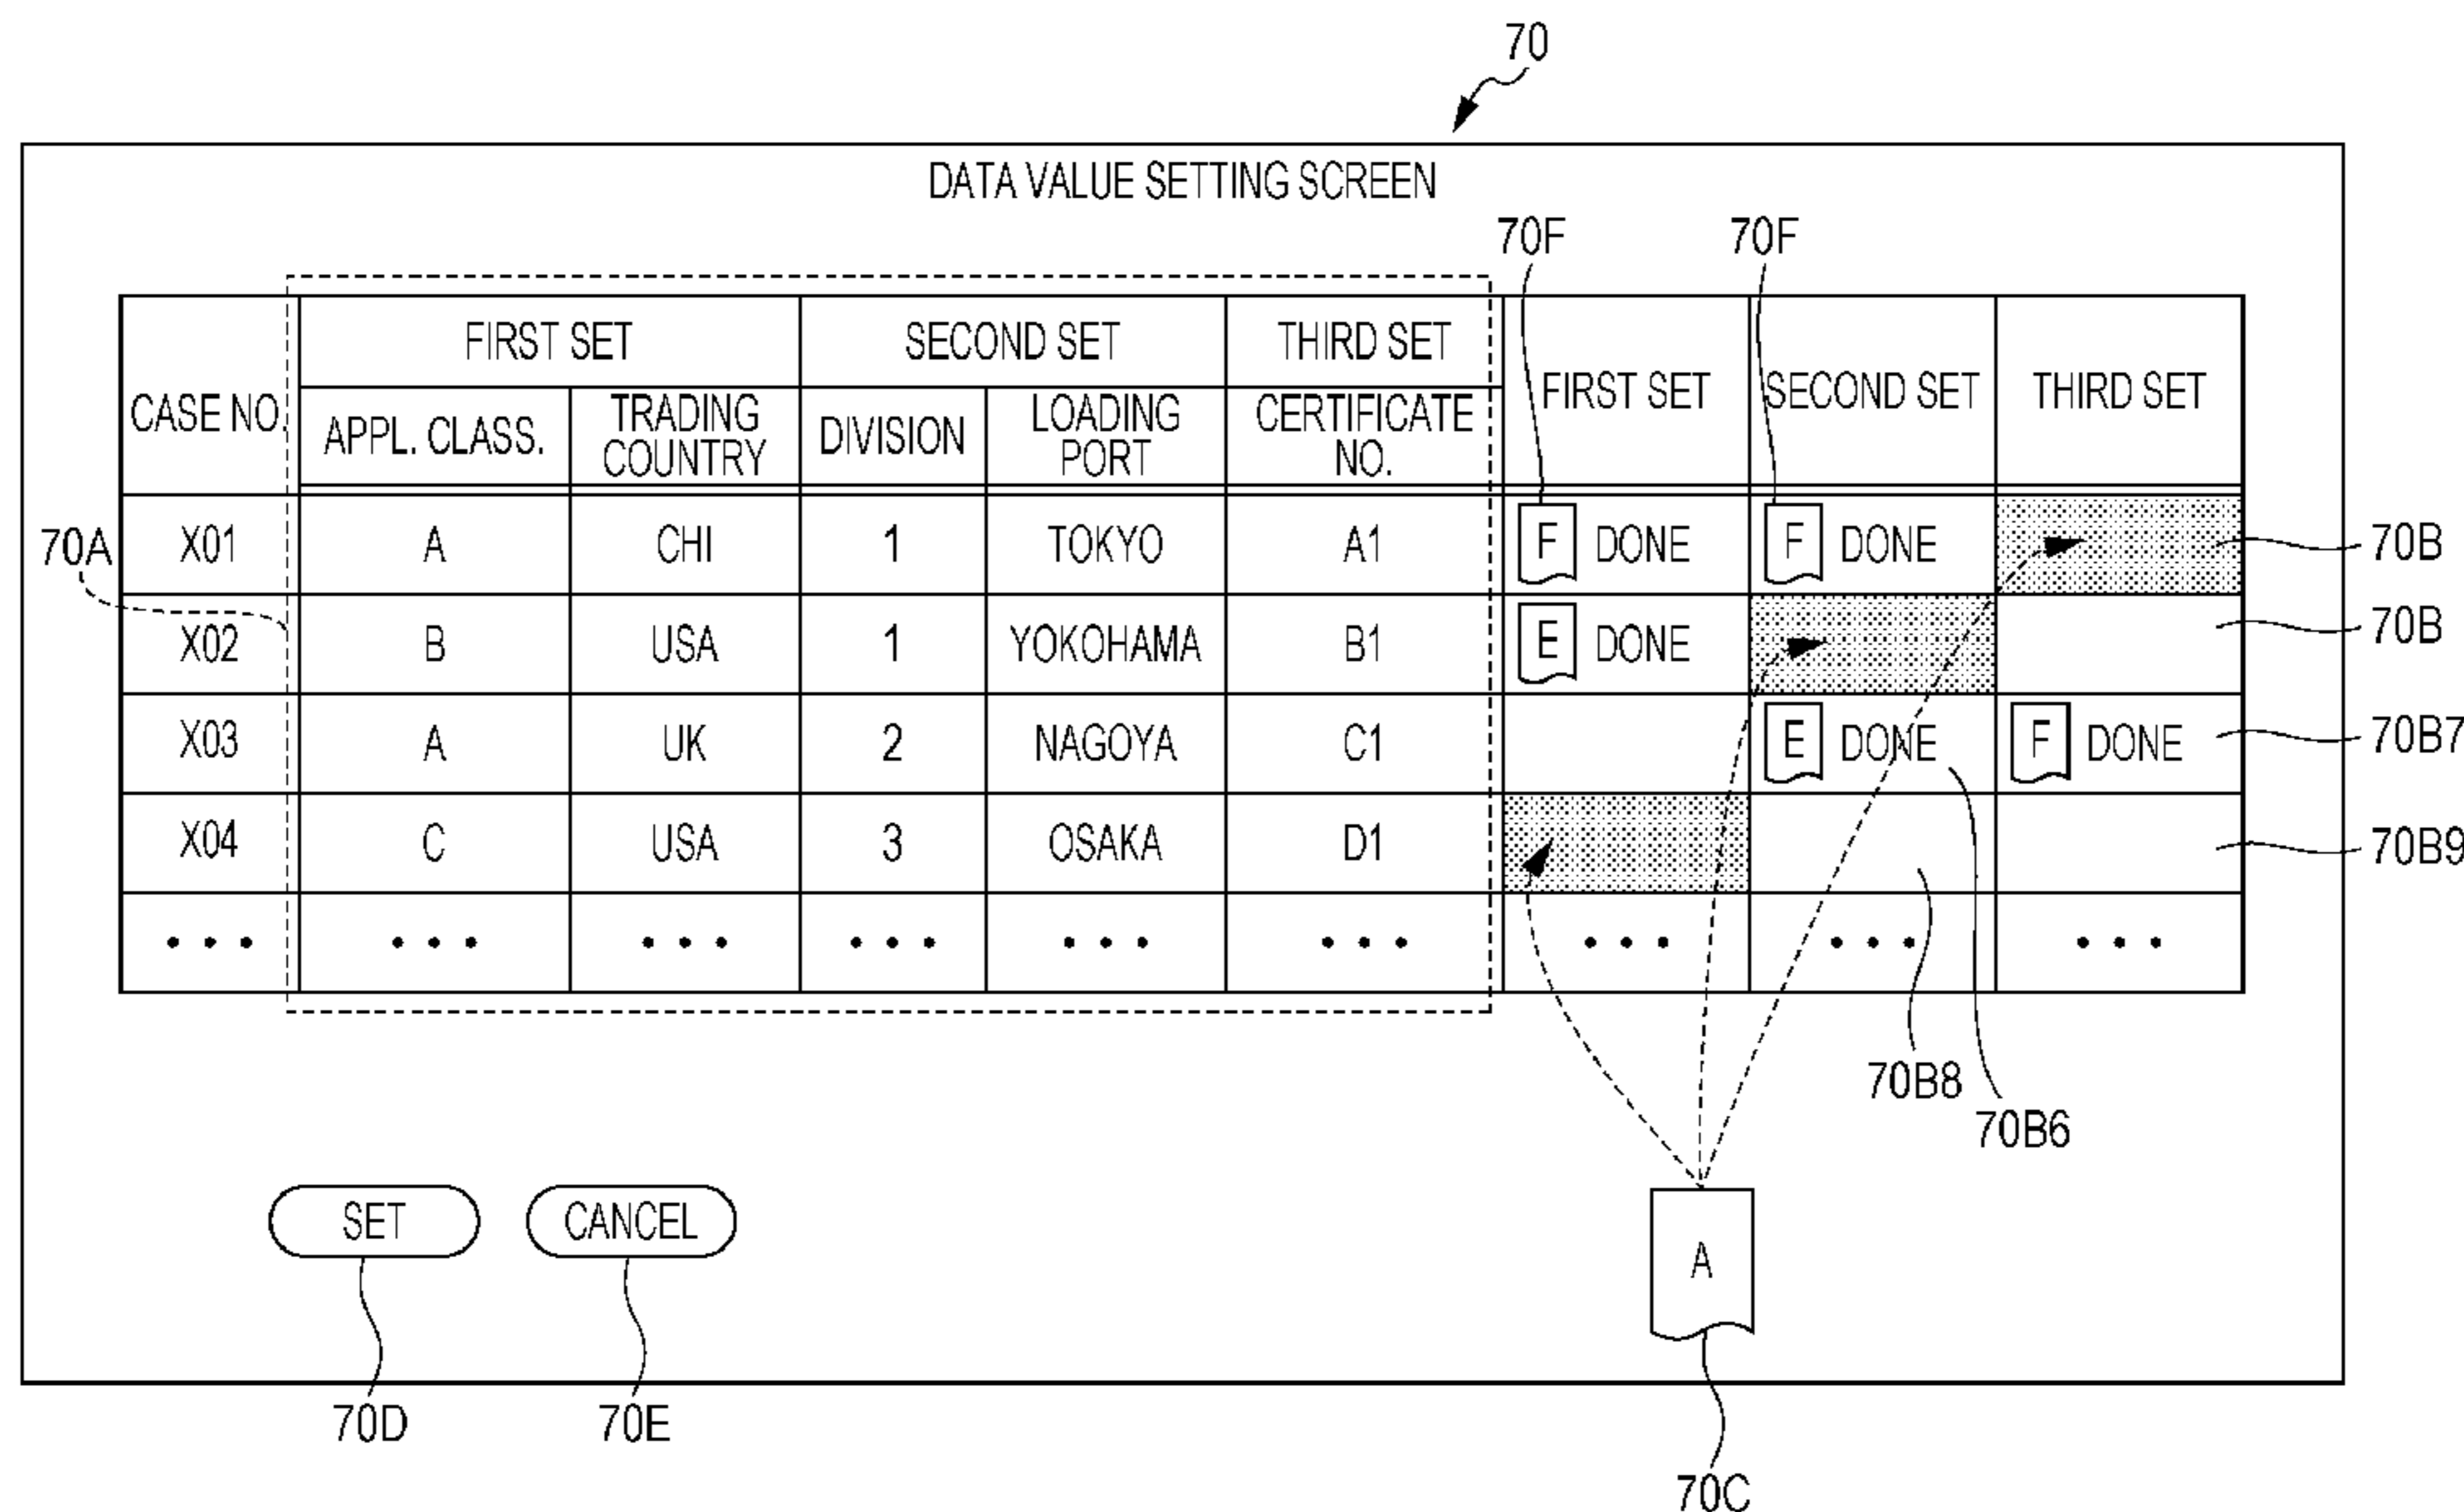 70
DATA VALUE SETTING SCREEN
70F 70F
FIRST SET SECOND SET THIRD SET
CASE NO. APPL. CLASS. TRADING COUNTRY DIVISION LOADING PORT CERTIFICATE NO. FIRST SET SECOND SET THIRD SET
70A X01 A CHI 1 TOKYO A1 F DONE F DONE 70B
X02 B USA 1 YOKOHAMA B1 E DONE 70B
X03 A UK 2 NAGOYA C1 E DONE F DONE 70B7
X04 C USA 3 OSAKA D1 70B9
• • • • • • • • • • • • • • • • • • • • • • • • • • •
70B8
70B6
SET CANCEL
A
70D 70E
70C